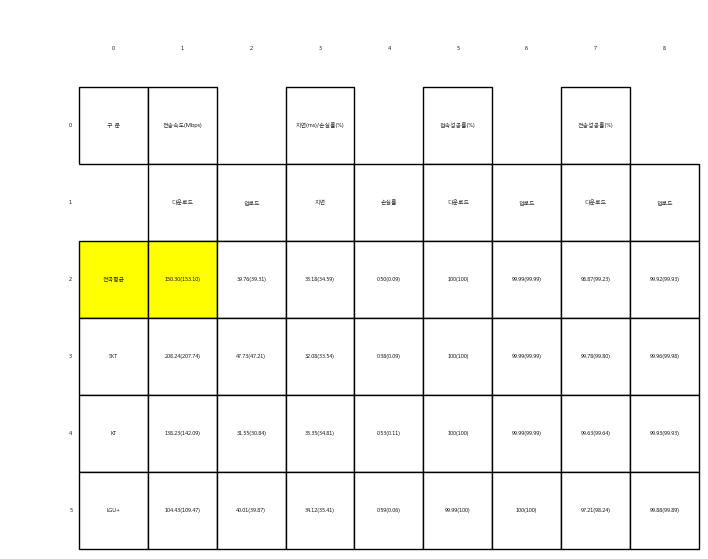 0 1 2 3 4 5 6 7 8
0 구 분 전송속도(Mbps) 지연(ms)/손실률(%) 접속성공률(%) 전송성공률(%)
1 다운로드 업로드 지연 손실률 다운로드 업로드 다운로드 업로드
2 전국평균 150.30(153.10) 39.76(39.31) 35.18(34.59) 0.50(0.09) 100(100) 99.99(99.99) 98.87(99.23) 99.92(99.93)
3 SKT 208.24(207.74) 47.73(47.21) 32.08(33.54) 0.38(0.09) 100(100) 99.99(99.99) 99.78(99.80) 99.96(99.98)
4 KT 138.23(142.09) 31.55(30.84) 35.35(34.81) 0.53(0.11) 100(100) 99.99(99.99) 99.63(99.64) 99.93(99.93)
5 LGU+ 104.43(109.47) 40.01(39.87) 34.12(35.41) 0.59(0.06) 99.99(100) 100(100) 97.21(98.24) 99.88(99.89)